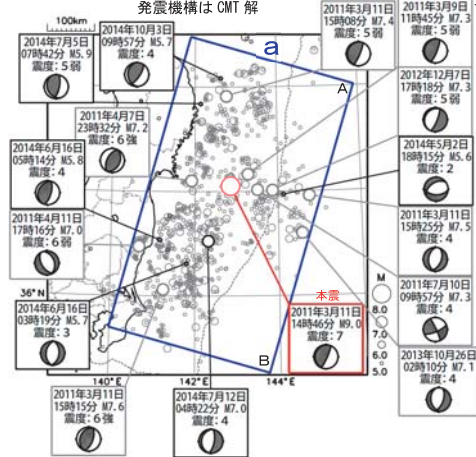 発震機構は CMT 解
100km
a
A
B
2014年7月5日
07時42分 M5.9
震度:5弱
2014年10月3日
09時57分 M5.7
震度:4
2011年3月11日
15時08分 M7.4
震度:5弱
2011年3月9日
11時45分 M7.3
震度:5弱
2011年4月7日
23時32分 M7.2
震度:6強
2012年12月7日
17時18分 M7.3
震度:5弱
2014年6月16日
05時14分 M5.8
震度:4
2014年5月2日
18時15分 M5.6
震度:2
2011年4月11日
17時16分 M7.0
震度:6弱
2011年3月11日
15時25分 M7.5
震度:4
2011年7月10日
09時57分 M7.3
震度:4
36°N
M
8.0
7.0
6.0
5.0
本震
2011年3月11日
14時46分 M9.0
震度:7
2014年6月16日
03時19分 M5.7
震度:3
2013年10月26日
02時10分 M7.1
震度:4
140°E
142°E
144°E
2011年3月11日
15時15分 M7.6
震度:6強
2014年7月12日
04時22分 M7.0
震度:4